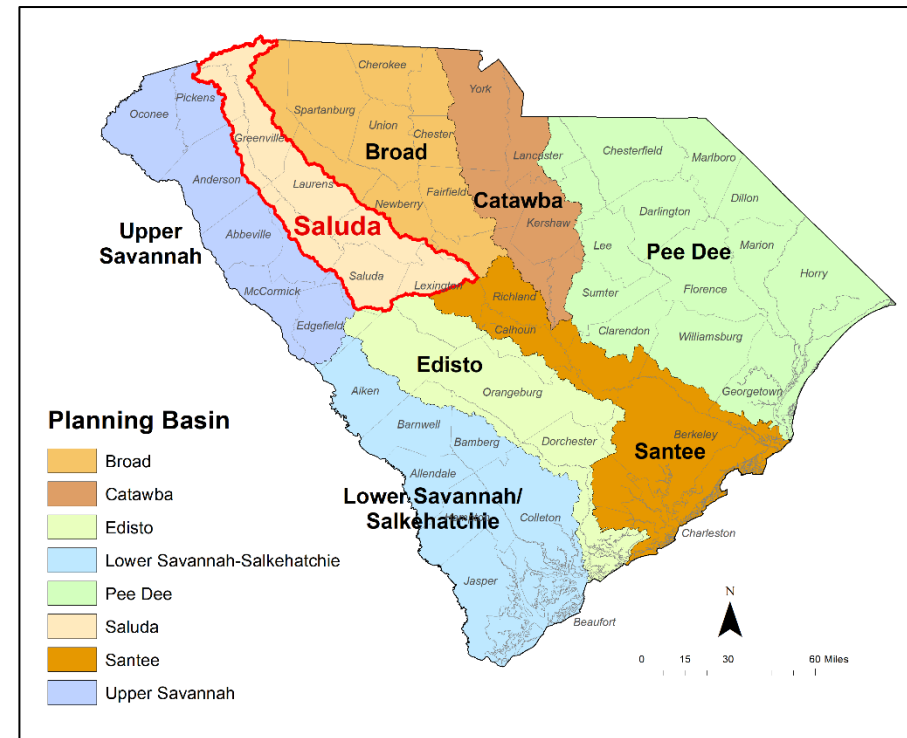 Cherokee
York
Pickens
Oconee
Spartanburg
Union
Chester
Greenville
Broad
Lancaster
Chesterfield
Marlboro
Anderson
Laurens
Fairfield
Newberry
Dillon
Catawba
Kershaw
Darlington
Upper
Savannah
Abbeville
Saluda
Lee
Pee Dee
Marion
Horry
McCormick
Saluda
Lexington
Richland
Sumter
Florence
Edgefield
Calhoun
Clarendon
Williamsburg
Edisto
Aiken
Orangeburg
Georgetown
Planning Basin
Barnwell
Bamberg
Dorchester
Berkeley
Santee
Broad
Allendale
Catawba
Lower Savannah/
Salkehatchie
Hampton
Colleton
Edisto
Charleston
Lower Savannah-Salkehatchie
Jasper
Pee Dee
N
Beaufort
Saluda
Santee
0 15 30 60 Miles
Upper Savannah